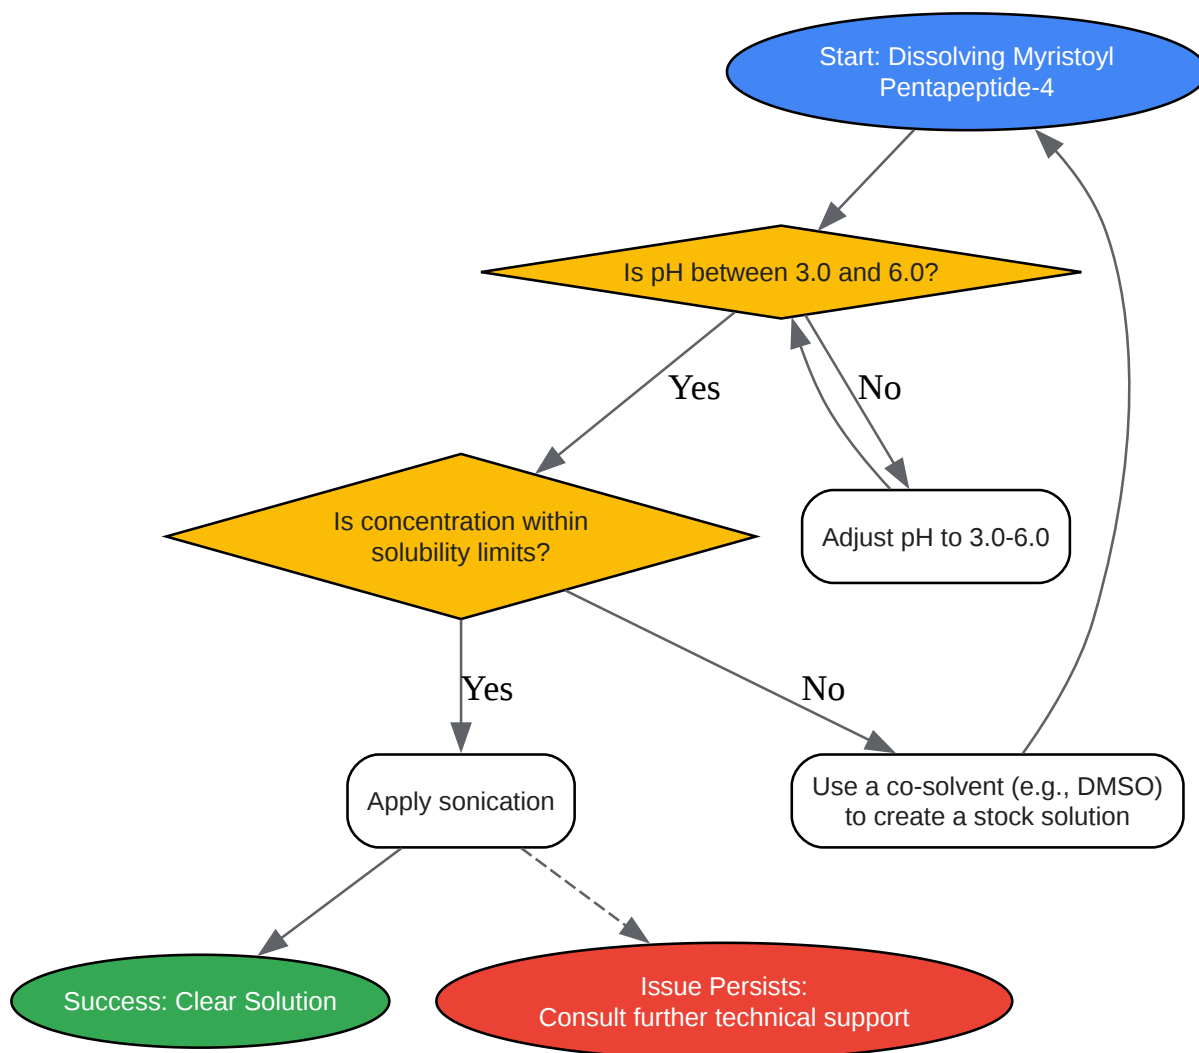 Start: Dissolving Myristoyl
Pentapeptide-4
Is pH between 3.0 and 6.0?
Yes
No
Is concentration within
solubility limits?
Adjust pH to 3.0-6.0
Yes
No
Apply sonication
Use a co-solvent (e.g., DMSO)
to create a stock solution
Success: Clear Solution
Issue Persists:
Consult further technical support